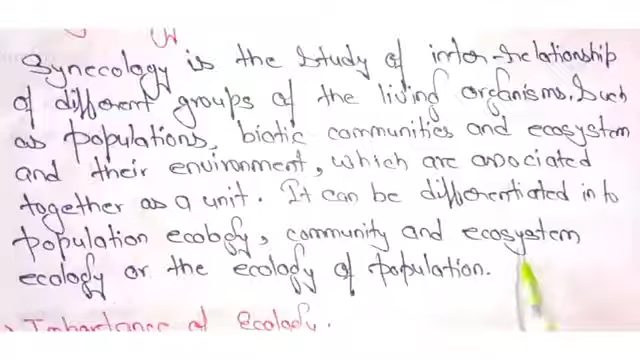 Synecology is the study of inter-relationship
of different groups of the living organisms. Such
as populations, biotic communities and ecosystem
and their environment, which are associated
together as a unit. It can be differentiated in to
population ecology, community and ecosystem
ecology or the ecology of population.
Importance of Ecology.